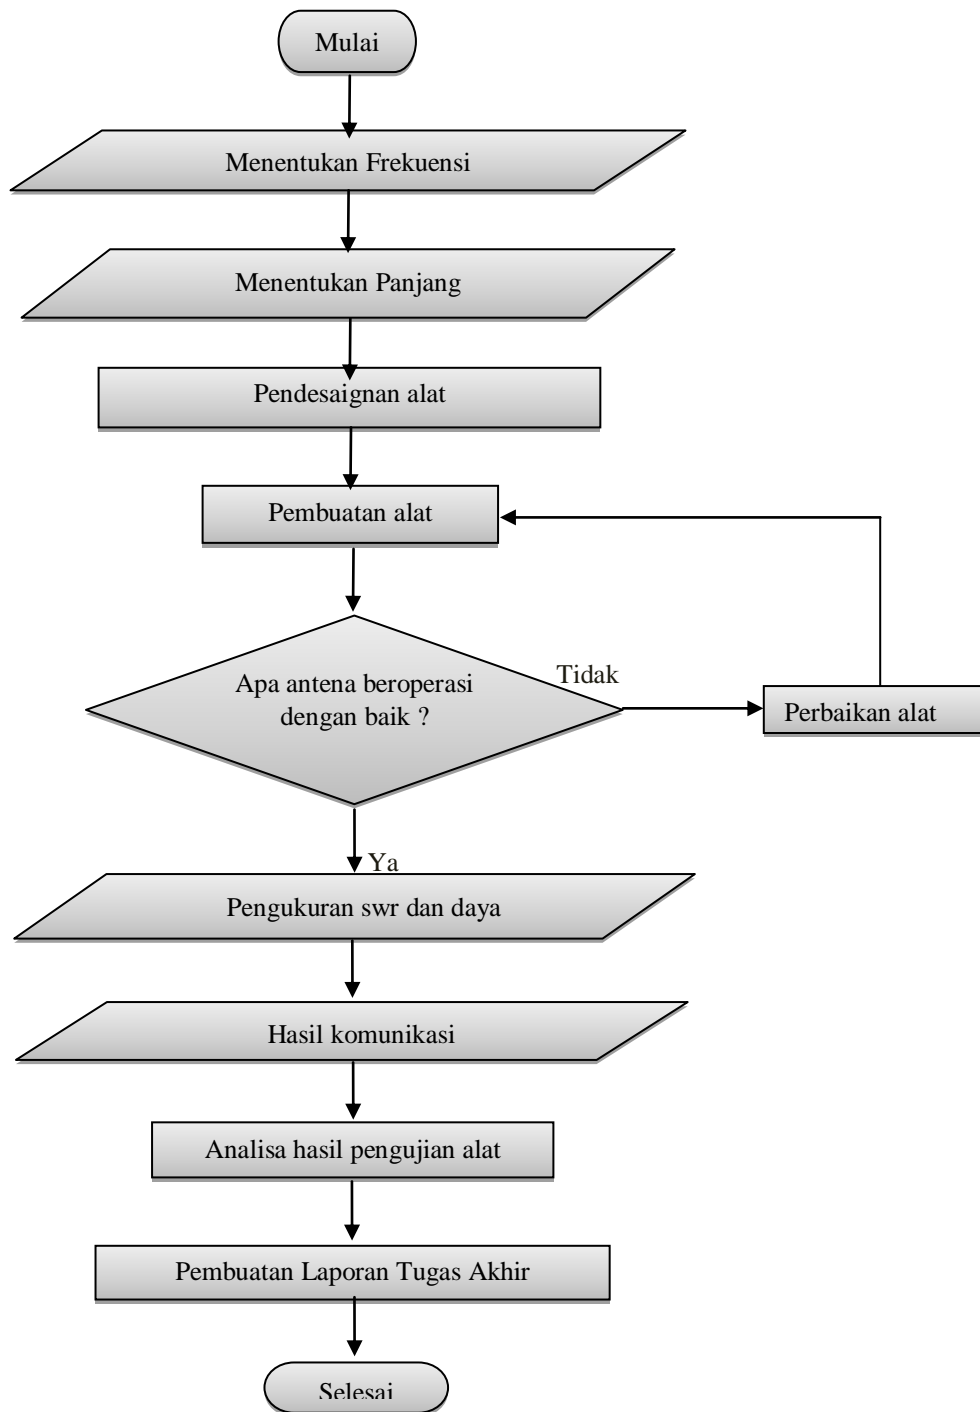 Mulai
Menentukan Frekuensi
Menentukan Panjang
Pendesaignan alat
Pembuatan alat
Apa antena beroperasi
dengan baik ?
Tidak
Perbaikan alat
Ya
Pengukuran swr dan daya
Hasil komunikasi
Analisa hasil pengujian alat
Pembuatan Laporan Tugas Akhir
Selesai